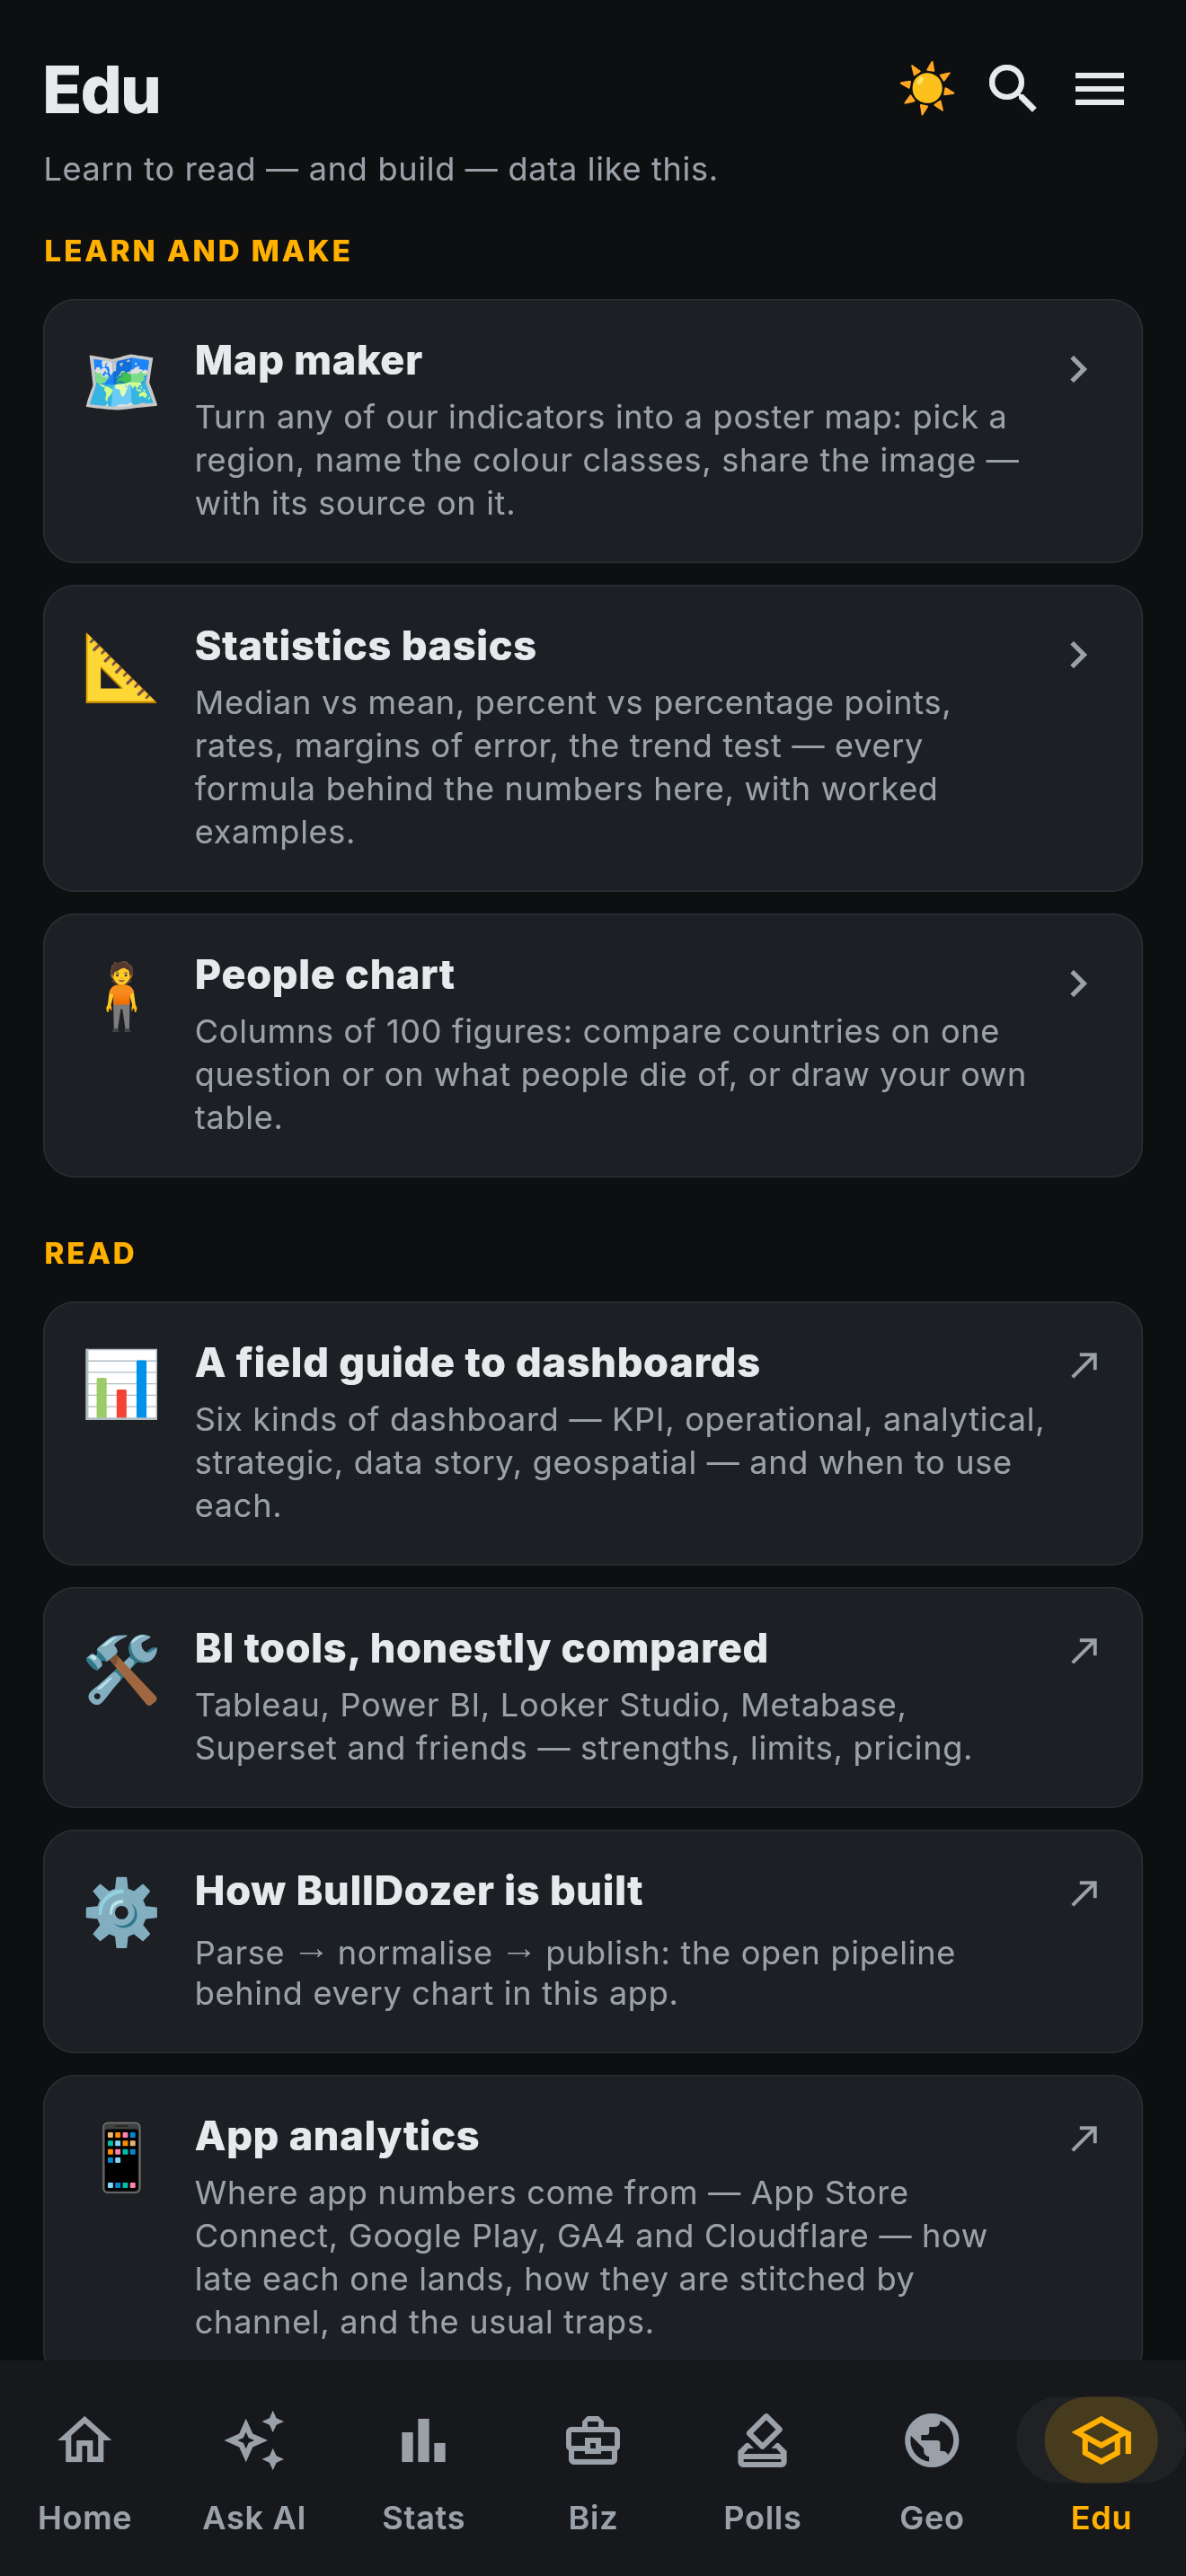 Edu
Learn to read — and build — data like this.
LEARN AND MAKE
Map maker
Turn any of our indicators into a poster map: pick a
region, name the colour classes, share the image —
with its source on it.
Statistics basics
Median vs mean, percent vs percentage points,
rates, margins of error, the trend test — every
formula behind the numbers here, with worked
examples.
People chart
Columns of 100 figures: compare countries on one
question or on what people die of, or draw your own
table.
READ
A field guide to dashboards
Six kinds of dashboard — KPI, operational, analytical,
strategic, data story, geospatial — and when to use
each.
BI tools, honestly compared
Tableau, Power BI, Looker Studio, Metabase,
Superset and friends — strengths, limits, pricing.
How BullDozer is built
Parse → normalise → publish: the open pipeline
behind every chart in this app.
App analytics
Where app numbers come from — App Store
Connect, Google Play, GA4 and Cloudflare — how
late each one lands, how they are stitched by
channel, and the usual traps.
Home Ask AI Stats Biz Polls Geo Edu